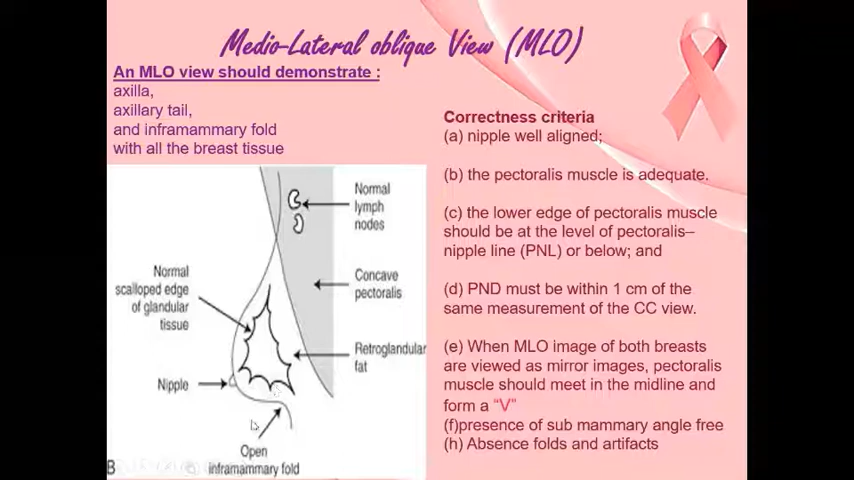 Medio-Lateral oblique View (MLO)
An MLO view should demonstrate :
axilla,
axillary tail,
and inframammary fold
with all the breast tissue
Normal
lymph
nodes
Concave
pectoralis
Normal
scalloped edge
of glandular
tissue
Retroglandular
fat
Nipple
Open
inframammary fold
B
Correctness criteria
(a) nipple well aligned;
(b) the pectoralis muscle is adequate.
(c) the lower edge of pectoralis muscle
should be at the level of pectoralis–
nipple line (PNL) or below; and
(d) PND must be within 1 cm of the
same measurement of the CC view.
(e) When MLO image of both breasts
are viewed as mirror images, pectoralis
muscle should meet in the midline and
form a “V”
(f)presence of sub mammary angle free
(h) Absence folds and artifacts